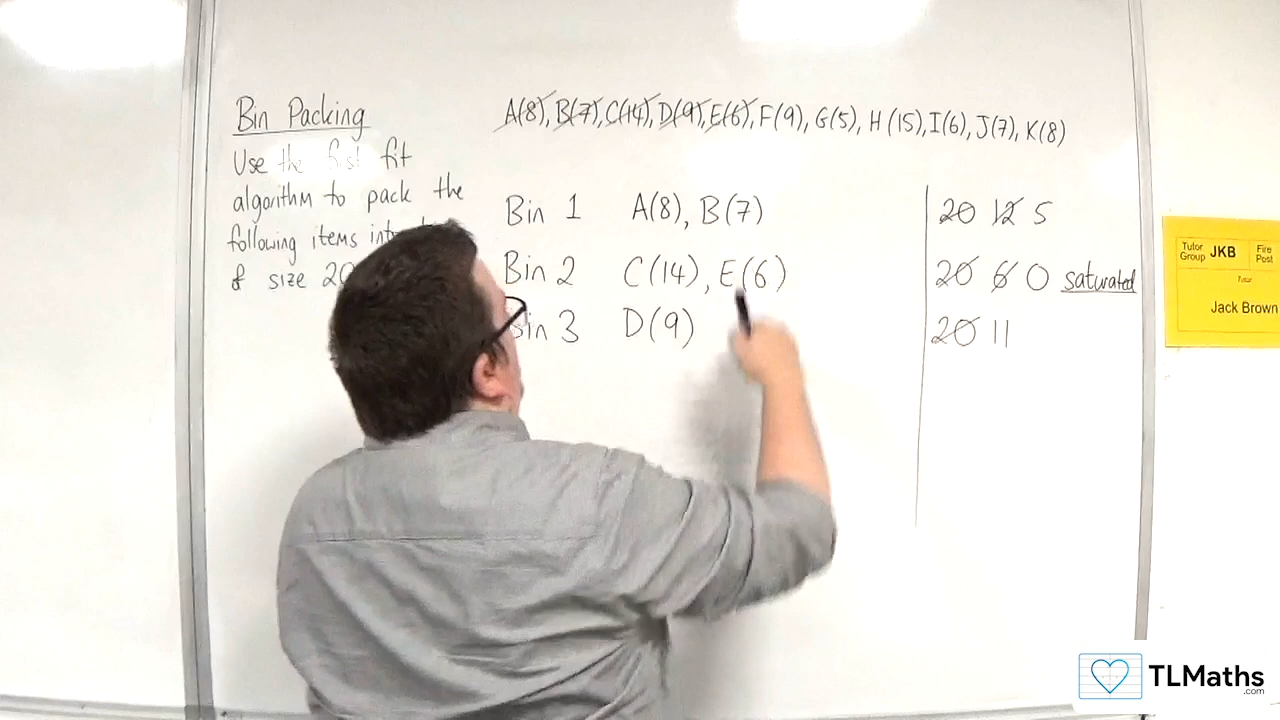 Bin Packing
Use the first fit
algorithm to pack the
following items
of size 20
A(8), B(7), C(14), D(9), E(6), F(9), G(5), H(15), I(6), J(7), K(8)
Bin 1 A(8), B(7) 20 12 5
Bin 2 C(14), E(6) 20 6 0 saturated
Bin 3 D(9) 20 11
Tutor Group JKB Fire Post
Tutor
Jack Brown
TLMaths
.com